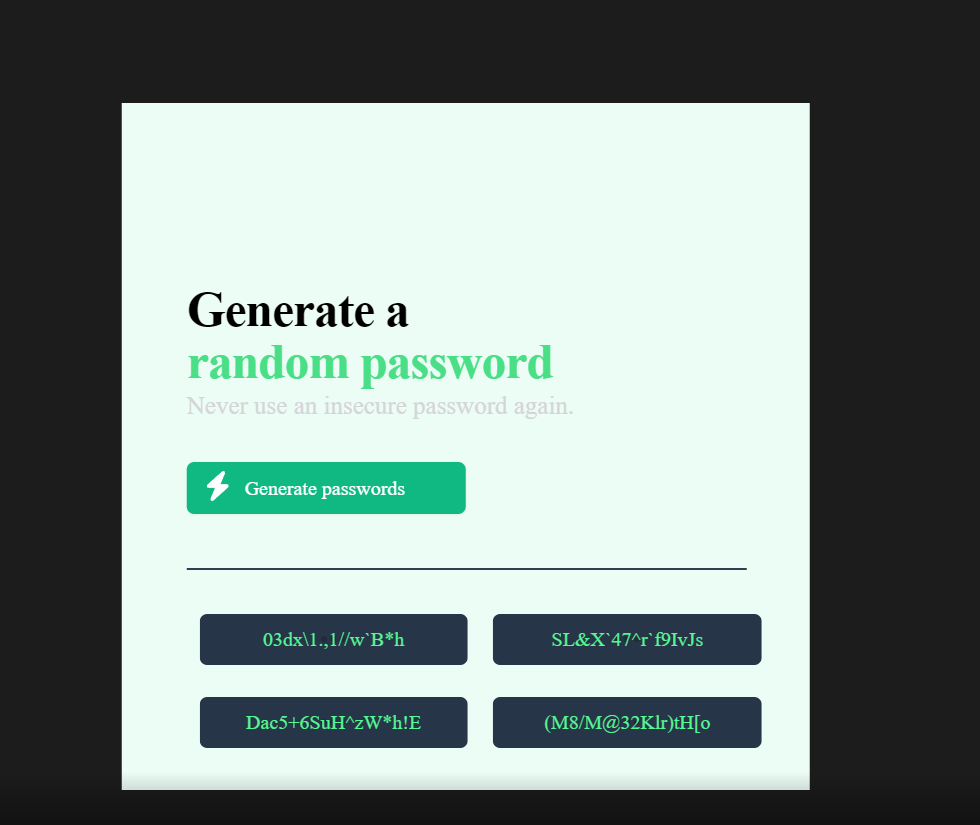 Generate a
random password
Never use an insecure password again.
Generate passwords
03dx\1.,1//w`B*h
SL&X`47^r`f9IvJs
Dac5+6SuH^zW*h!E
(M8/M@32Klr)tH[o